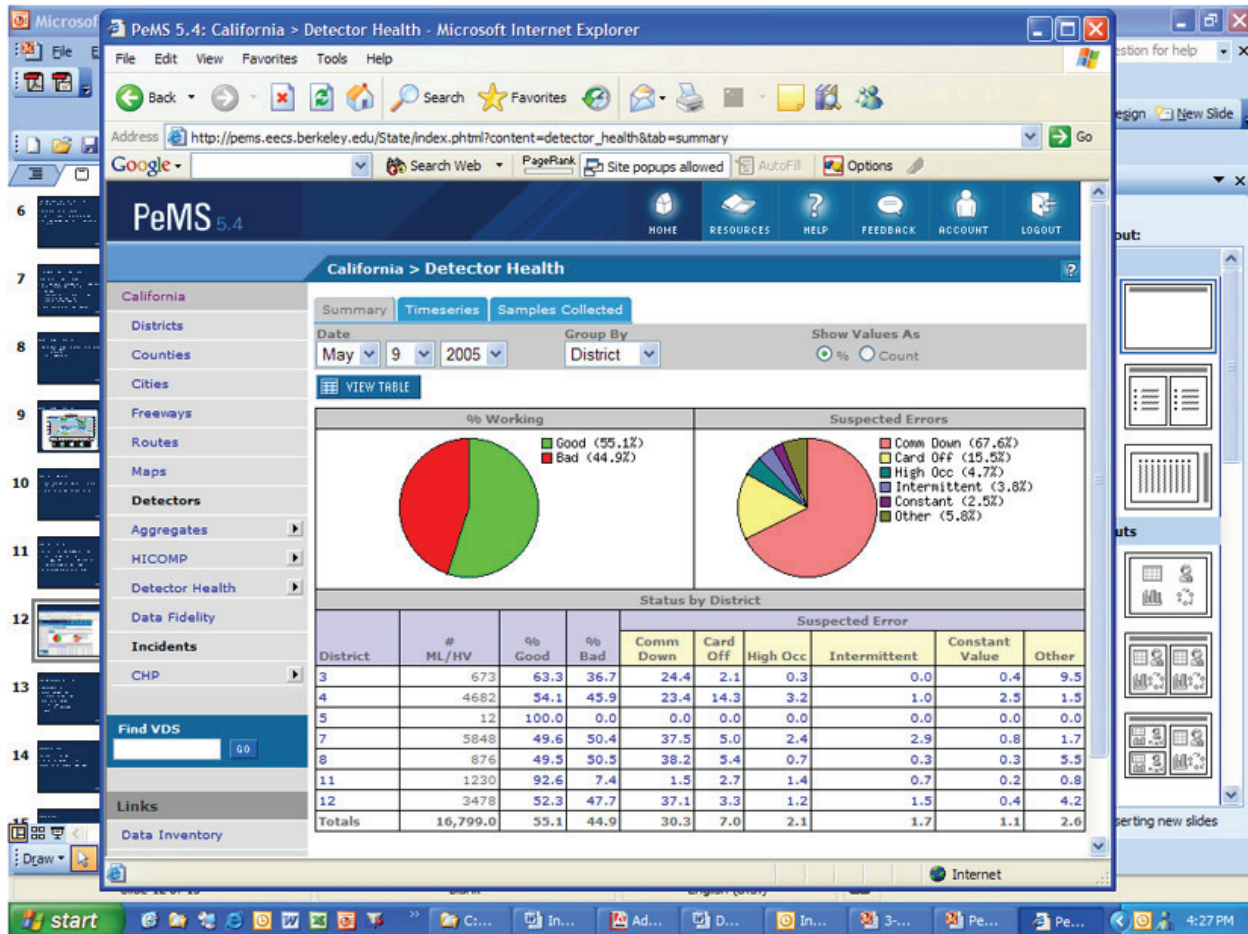 Microsof
PeMS 5.4: California > Detector Health - Microsoft Internet Explorer
File E
File Edit View Favorites Tools Help
estion for help
Back Search Favorites
esign New Slide
Address http://pems.eecs.berkeley.edu/State/index.phtml?content=detector_health&tab=summary Go
Google Search Web PageRank Site popups allowed AutoFill Options
PeMS 5.4
HOME RESOURCES HELP FEEDBACK ACCOUNT LOGOUT
out:
California > Detector Health ?
California
Districts
Counties
Cities
Freeways
Routes
Maps
Detectors
Aggregates
HICOMP
Detector Health
Data Fidelity
Incidents
CHP
Find VDS
GO
Links
Data Inventory
Summary Timeseries Samples Collected
Date Group By Show Values As
May 9 2005 District % Count
VIEW TABLE
% Working Suspected Errors
Good (55.1%)
Bad (44.9%)
Comm Down (67.6%)
Card Off (15.5%)
High Occ (4.7%)
Intermittent (3.8%)
Constant (2.5%)
Other (5.8%)
Status by District
Suspected Error
District # ML/HV % Good % Bad Comm Down Card Off High Occ Intermittent Constant Value Other
3 673 63.3 36.7 24.4 2.1 0.3 0.0 0.4 9.5
4 4682 54.1 45.9 23.4 14.3 3.2 1.0 2.5 1.5
5 12 100.0 0.0 0.0 0.0 0.0 0.0 0.0 0.0
7 5848 49.6 50.4 37.5 5.0 2.4 2.9 0.8 1.7
8 876 49.5 50.5 38.2 5.4 0.7 0.3 0.3 5.5
11 1230 92.6 7.4 1.5 2.7 1.4 0.7 0.2 0.8
12 3478 52.3 47.7 37.1 3.3 1.2 1.5 0.4 4.2
Totals 16,799.0 55.1 44.9 30.3 7.0 2.1 1.7 1.1 2.6
6
7
8
9
10
11
12
13
14
15
uts
serting new slides
Draw
Internet
start C:... In... Ad... D... In... 3-... Pe... Pe... 4:27 PM